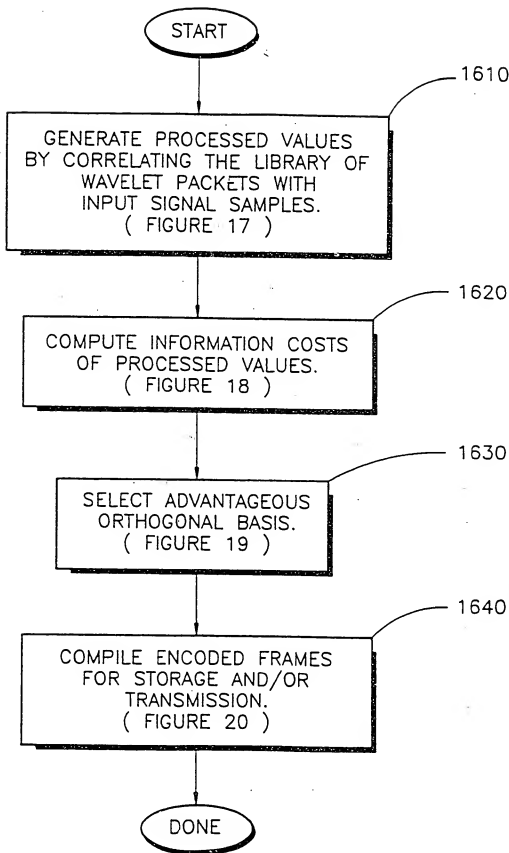 START
1610
GENERATE PROCESSED VALUES
BY CORRELATING THE LIBRARY OF
WAVELET PACKETS WITH
INPUT SIGNAL SAMPLES.
( FIGURE 17 )
1620
COMPUTE INFORMATION COSTS
OF PROCESSED VALUES.
( FIGURE 18 )
1630
SELECT ADVANTAGEOUS
ORTHOGONAL BASIS.
( FIGURE 19 )
1640
COMPILE ENCODED FRAMES
FOR STORAGE AND/OR
TRANSMISSION.
( FIGURE 20 )
DONE